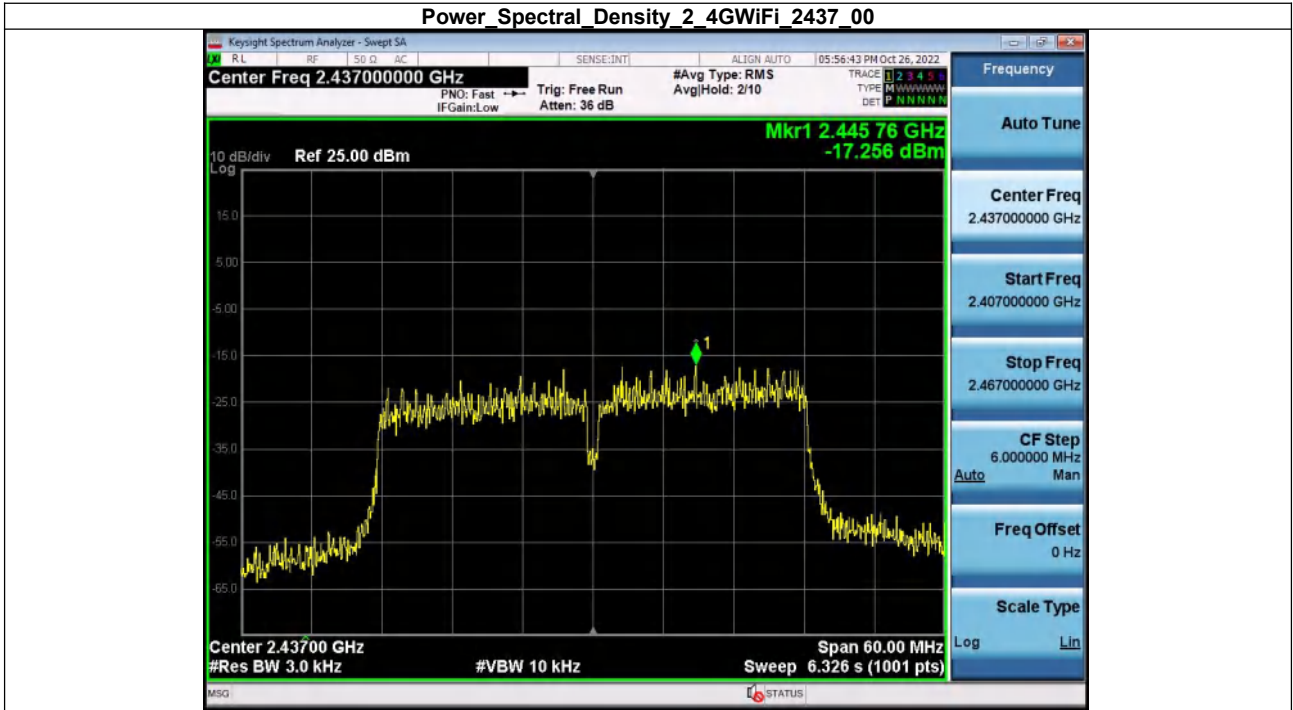 Power_Spectral_Density_2_4GWiFi_2437_00
Keysight Spectrum Analyzer - Swept SA
RL RF 50 Ω AC SENSE:INT ALIGN AUTO 05:56:43 PM Oct 26, 2022
Center Freq 2.437000000 GHz #Avg Type: RMS TRACE 1 2 3 4 5 6
PNO: Fast Trig: Free Run Avg|Hold: 2/10 TYPE M WWWWW
IFGain:Low Atten: 36 dB DET P N N N N N
Mkr1 2.445 76 GHz
10 dB/div Ref 25.00 dBm -17.256 dBm
Log
15.0
5.00
-5.00
1
-15.0
-25.0
-35.0
-45.0
-55.0
-65.0
Center 2.43700 GHz Span 60.00 MHz
#Res BW 3.0 kHz #VBW 10 kHz Sweep 6.326 s (1001 pts)
MSG STATUS
Frequency
Auto Tune
Center Freq
2.437000000 GHz
Start Freq
2.407000000 GHz
Stop Freq
2.467000000 GHz
CF Step
6.000000 MHz
Auto Man
Freq Offset
0 Hz
Scale Type
Log Lin